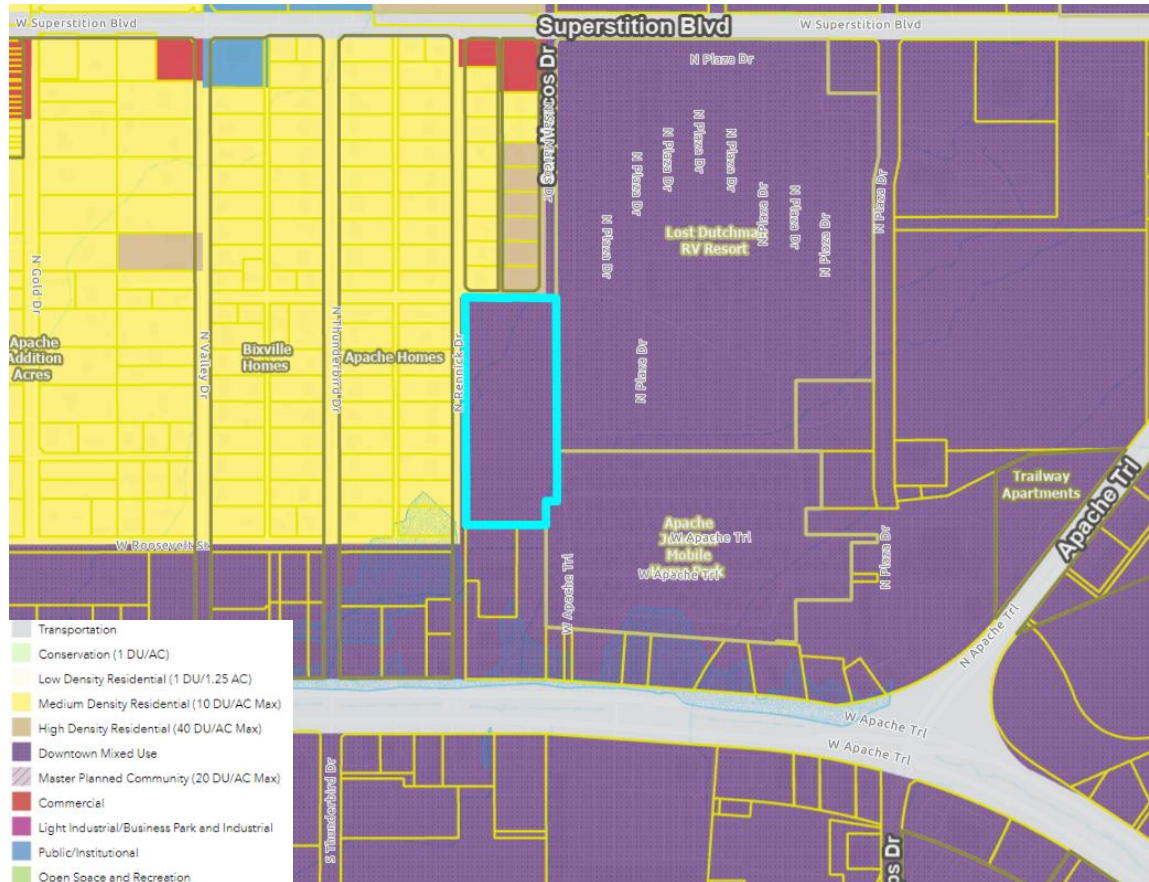 W Superstition Blvd
Superstition Blvd
W Superstition Blvd
N Plaza Dr
N Plaza Dr
N Plaza Dr
N Plaza Dr
N Plaza Dr
N Plaza Dr
N Plaza Dr
N Plaza Dr
N Plaza Dr
N Plaza Dr
N Plaza Dr
Lost Dutchman
RV Resort
N Gold Dr
N Valley Dr
N Thunderbird Dr
N Rennick Dr
N Plaza Dr
Apache
Addition
Acres
Bixville
Homes
Apache Homes
Trailway
Apartments
Apache Trl
Apache
W Apache Trl
Mobile
W Apache Trl
N Plaza Dr
W Roosevelt St
W Apache Trl
N Apache Trl
W Apache Trl
W Apache Trl
S Thunderbird Dr
Transportation
Conservation (1 DU/AC)
Low Density Residential (1 DU/1.25 AC)
Medium Density Residential (10 DU/AC Max)
High Density Residential (40 DU/AC Max)
Downtown Mixed Use
Master Planned Community (20 DU/AC Max)
Commercial
Light Industrial/Business Park and Industrial
Public/Institutional
Open Space and Recreation